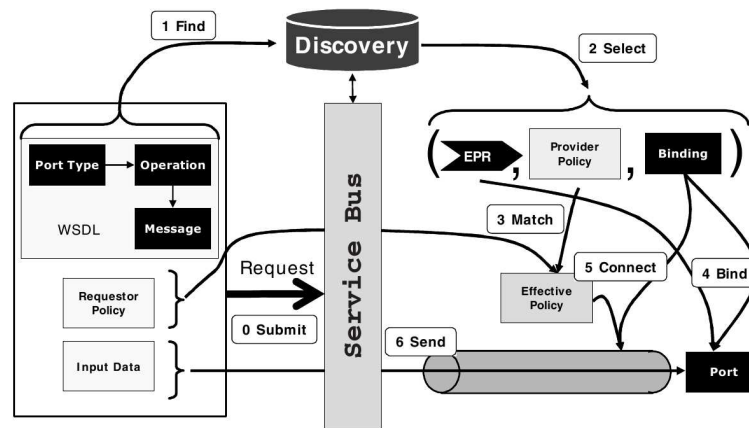 1 Find
Discovery
2 Select
Port Type
Operation
Message
WSDL
(EPR, Provider
Policy, Binding)
3 Match
Service Bus
Request
0 Submit
Requestor
Policy
5 Connect
4 Bind
Effective
Policy
Input Data
6 Send
Port